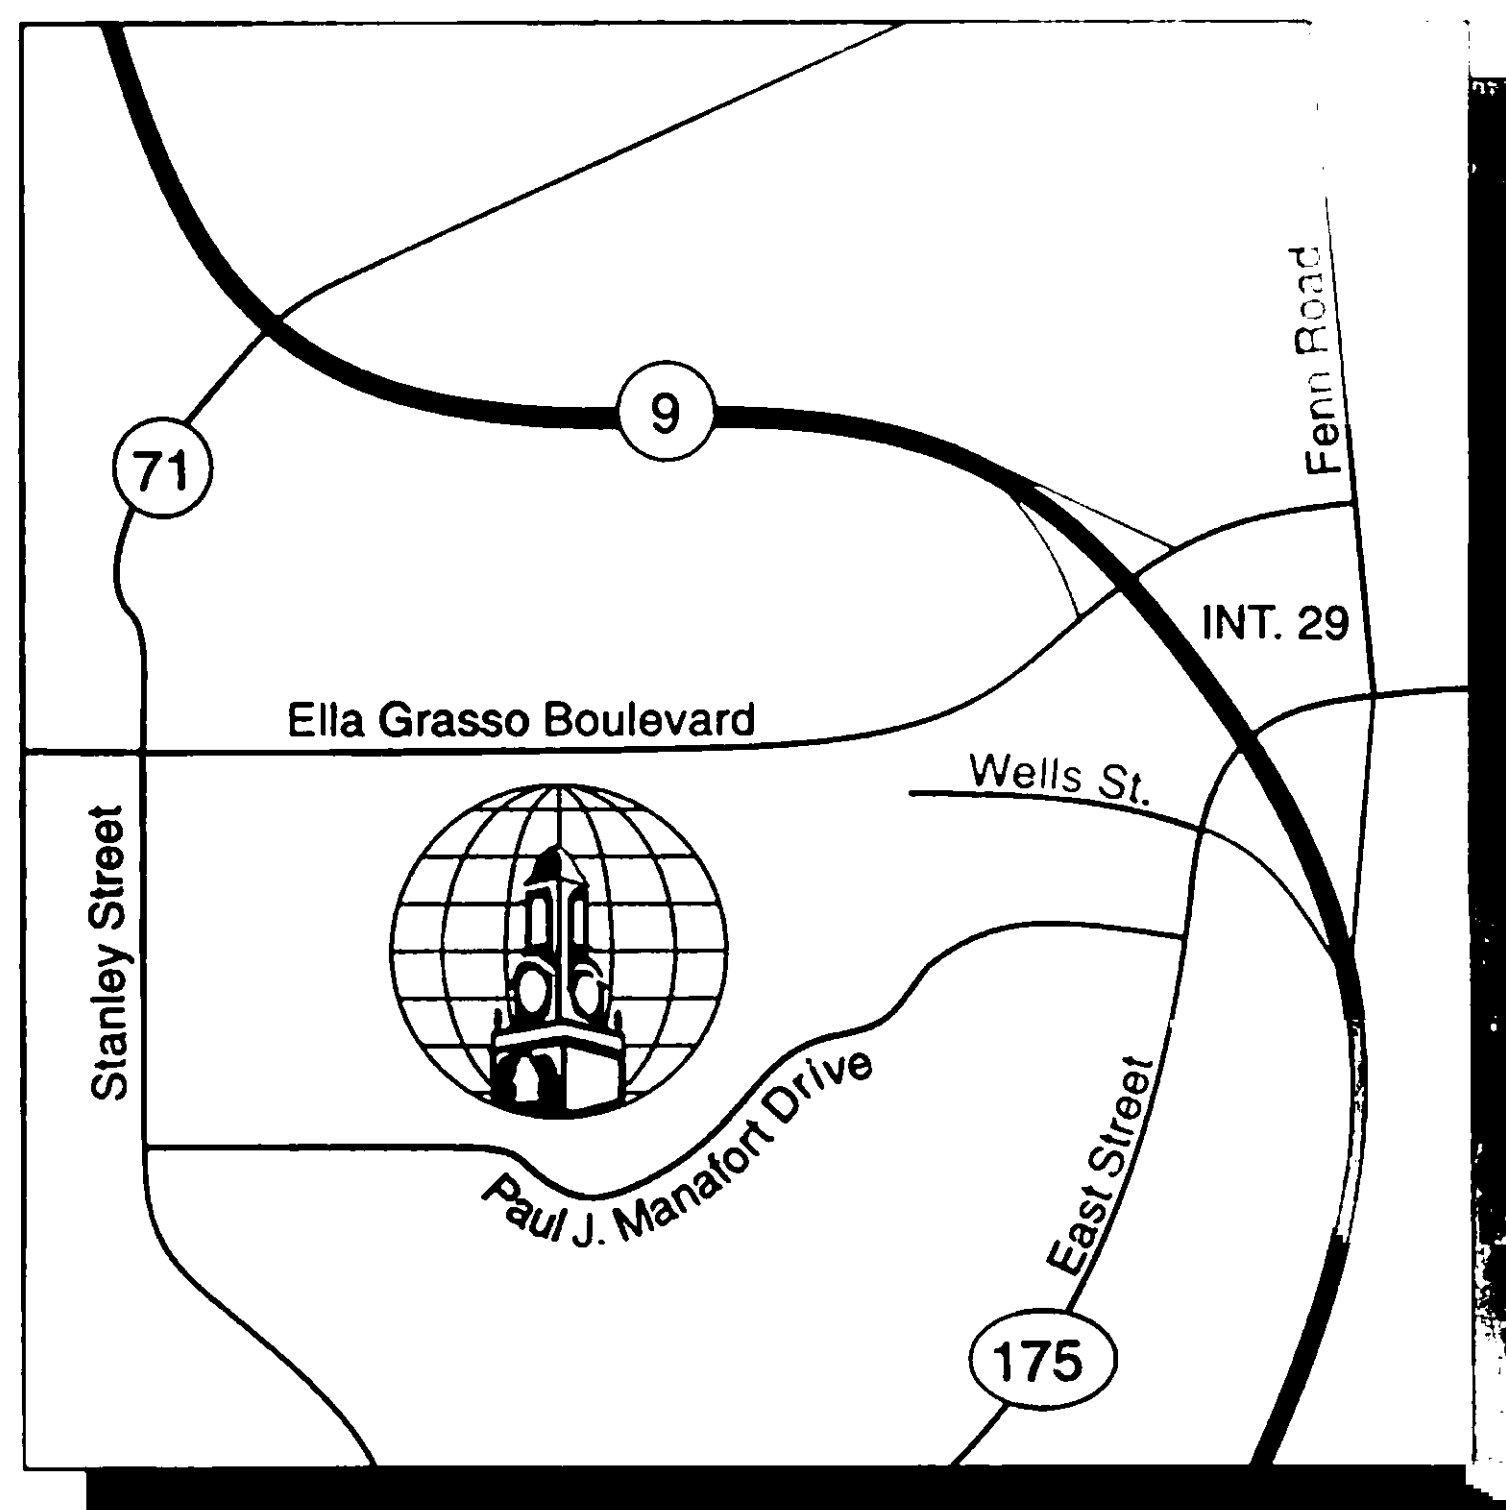 Fenn Road
9
71
INT. 29
Ella Grasso Boulevard
Wells St.
Stanley Street
Paul J. Manafort Drive
East Street
175